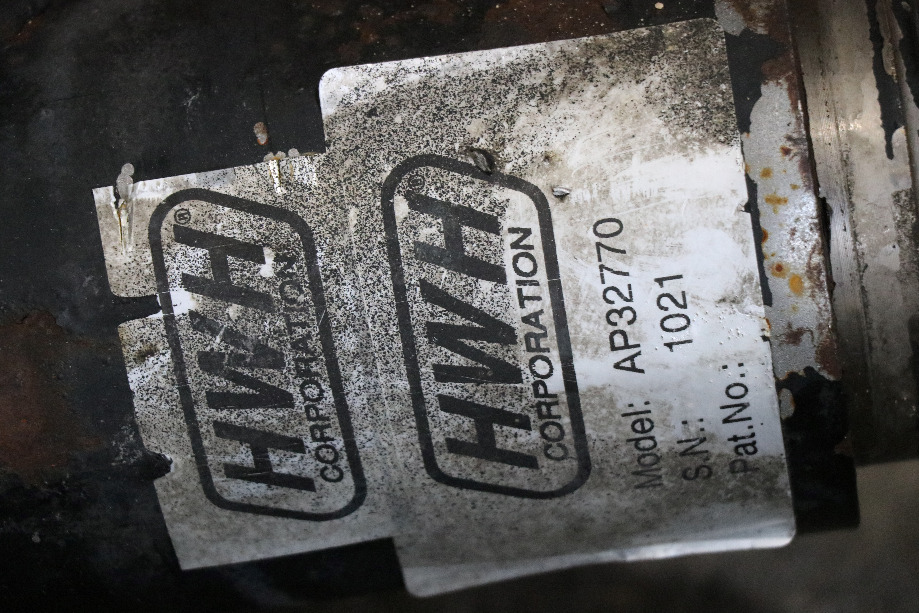 HWH®
CORPORATION
HWH®
CORPORATION
Model: AP32770
S.N.: 1021
Pat.No.: